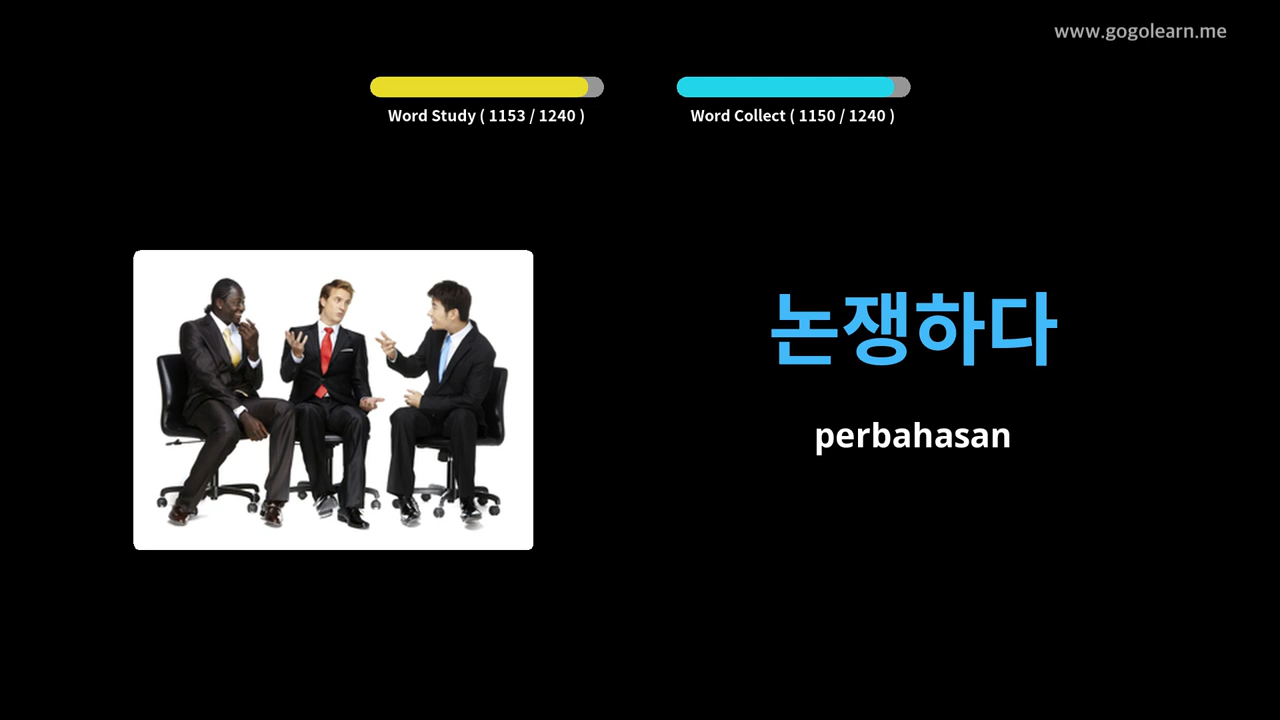 www.gogolearn.me
Word Study ( 1153 / 1240 )
Word Collect ( 1150 / 1240 )
논쟁하다
perbahasan